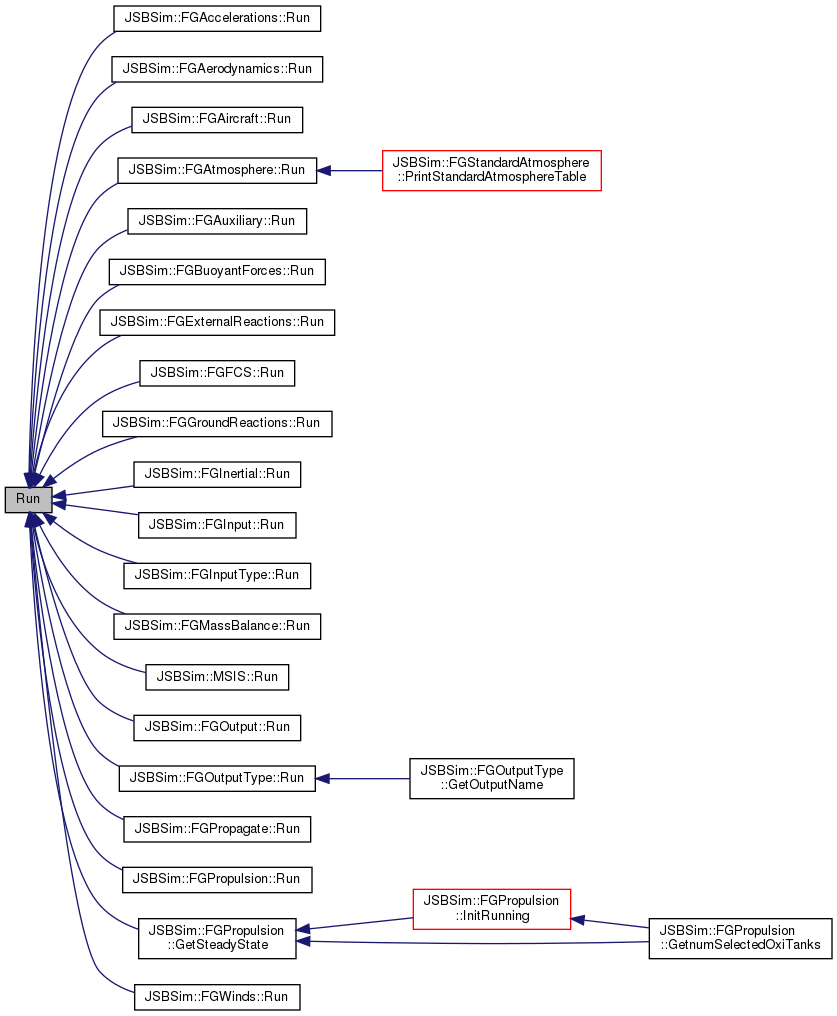 JSBSim::FGAccelerations::Run
JSBSim::FGAerodynamics::Run
JSBSim::FGAircraft::Run
JSBSim::FGAtmosphere::Run
JSBSim::FGStandardAtmosphere
::PrintStandardAtmosphereTable
JSBSim::FGAuxiliary::Run
JSBSim::FGBuoyantForces::Run
JSBSim::FGExternalReactions::Run
JSBSim::FGFCS::Run
JSBSim::FGGroundReactions::Run
JSBSim::FGInertial::Run
Run
JSBSim::FGInput::Run
JSBSim::FGInputType::Run
JSBSim::FGMassBalance::Run
JSBSim::MSIS::Run
JSBSim::FGOutput::Run
JSBSim::FGOutputType::Run
JSBSim::FGOutputType
::GetOutputName
JSBSim::FGPropagate::Run
JSBSim::FGPropulsion::Run
JSBSim::FGPropulsion
::GetSteadyState
JSBSim::FGPropulsion
::InitRunning
JSBSim::FGPropulsion
::GetnumSelectedOxiTanks
JSBSim::FGWinds::Run